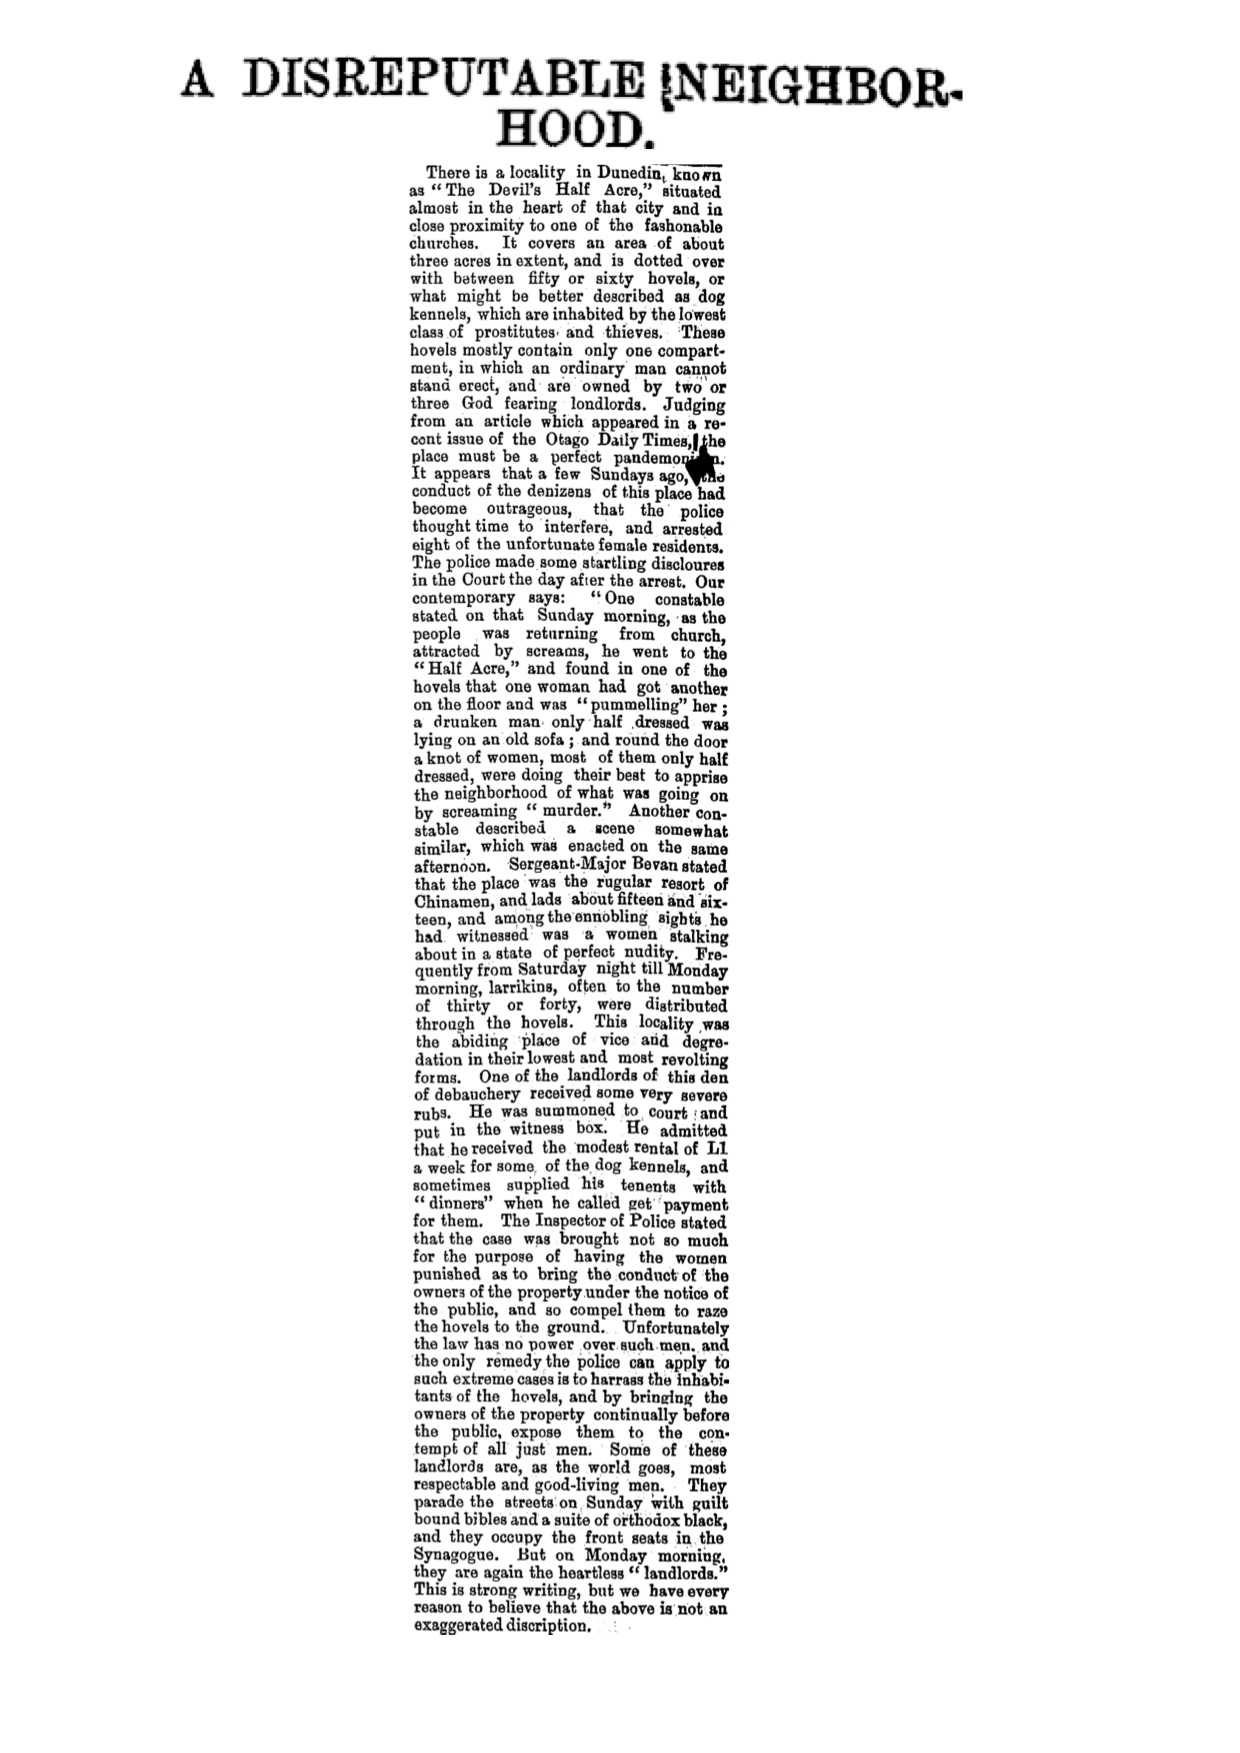 A DISREPUTABLE NEIGHBOR-
HOOD.
There is a locality in Dunedin, known
as "The Devil's Half Acre," situated
almost in the heart of that city and in
close proximity to one of the fashonable
churches. It covers an area of about
three acres in extent, and is dotted over
with between fifty or sixty hovels, or
what might be better described as dog
kennels, which are inhabited by the lowest
class of prostitutes and thieves. These
hovels mostly contain only one compart-
ment, in which an ordinary man cannot
stand erect, and are owned by two or
three God fearing londlords. Judging
from an article which appeared in a re-
cent issue of the Otago Daily Times, the
place must be a perfect
It appears that a few Sundays ago, the
conduct of the denizens of this place had
become outrageous, that the police
thought time to interfere, and arrested
eight of the unfortunate female residents.
The police made some startling discloures
in the Court the day after the arrest. Our
contemporary says: "One constable
stated on that Sunday morning, as the
people was returning from church,
attracted by screams, he went to the
"Half Acre," and found in one of the
hovels that one woman had got another
on the floor and was "pummelling" her ;
a drunken man only half dressed was
lying on an old sofa ; and round the door
a knot of women, most of them only half
dressed, were doing their best to apprise
the neighborhood of what was going on
by screaming "murder." Another con-
stable described a scene somewhat
similar, which was enacted on the same
afternoon. Sergeant-Major Bevan stated
that the place was the rugular resort of
Chinamen, and lads about fifteen and six-
teen, and among the ennobling sights he
had witnessed was a women stalking
about in a state of perfect nudity. Fre-
quently from Saturday night till Monday
morning, larrikins, often to the number
of thirty or forty, were distributed
through the hovels. This locality was
the abiding place of vice and degre-
dation in their lowest and most revolting
forms. One of the landlords of this den
of debauchery received some very severe
rubs. He was summoned to court and
put in the witness box. He admitted
that he received the modest rental of L1
a week for some of the dog kennels, and
sometimes supplied his tenents with
"dinners" when he called get payment
for them. The Inspector of Police stated
that the case was brought not so much
for the purpose of having the women
punished as to bring the conduct of the
owners of the property under the notice of
the public, and so compel them to raze
the hovels to the ground. Unfortunately
the law has no power over such men, and
the only remedy the police can apply to
such extreme cases is to harrass the inhabi-
tants of the hovels, and by bringing the
owners of the property continually before
the public, expose them to the con-
tempt of all just men. Some of these
landlords are, as the world goes, most
respectable and good-living men. They
parade the streets on Sunday with guilt
bound bibles and a suite of orthodox black,
and they occupy the front seats in the
Synagogue. But on Monday morning,
they are again the heartless "landlords."
This is strong writing, but we have every
reason to believe that the above is not an
exaggerated discription.